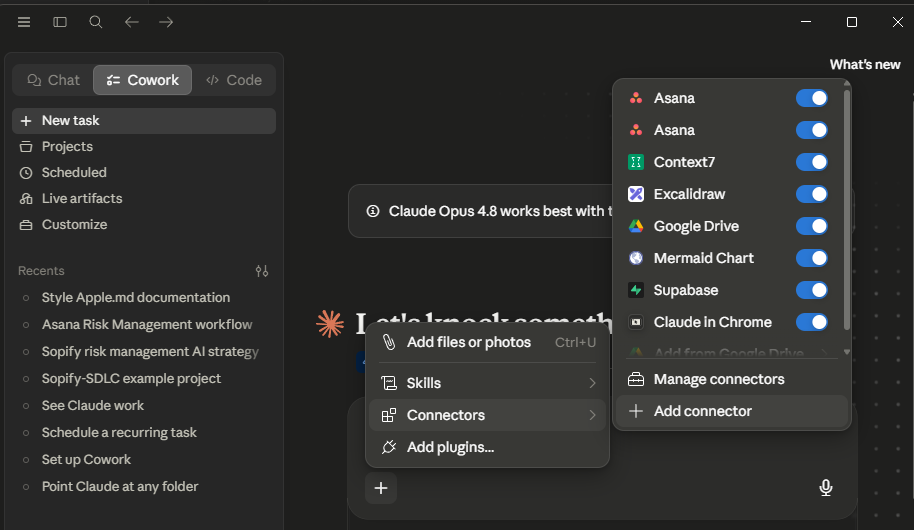 What's new
Chat
Cowork
Code
New task
Projects
Scheduled
Live artifacts
Customize
Recents
Style Apple.md documentation
Asana Risk Management workflow
Sopify risk management AI strategy
Sopify-SDLC example project
See Claude work
Schedule a recurring task
Set up Cowork
Point Claude at any folder
Claude Opus 4.8 works best with t
Let's knock someth
Add files or photos Ctrl+U
Skills
Connectors
Add plugins...
Asana
Asana
Context7
Excalidraw
Google Drive
Mermaid Chart
Supabase
Claude in Chrome
Add from Google Drive
Manage connectors
Add connector